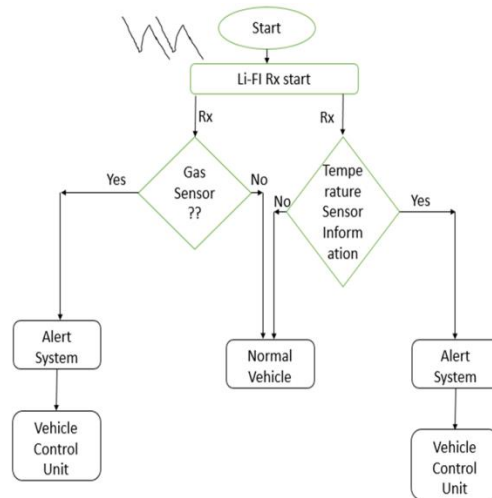 Start
Li-FI Rx start
Rx
Rx
Gas
Sensor
??
Yes
No
Tempe
rature
Sensor
Inform
ation
No
Yes
Alert
System
Normal
Vehicle
Alert
System
Vehicle
Control
Unit
Vehicle
Control
Unit